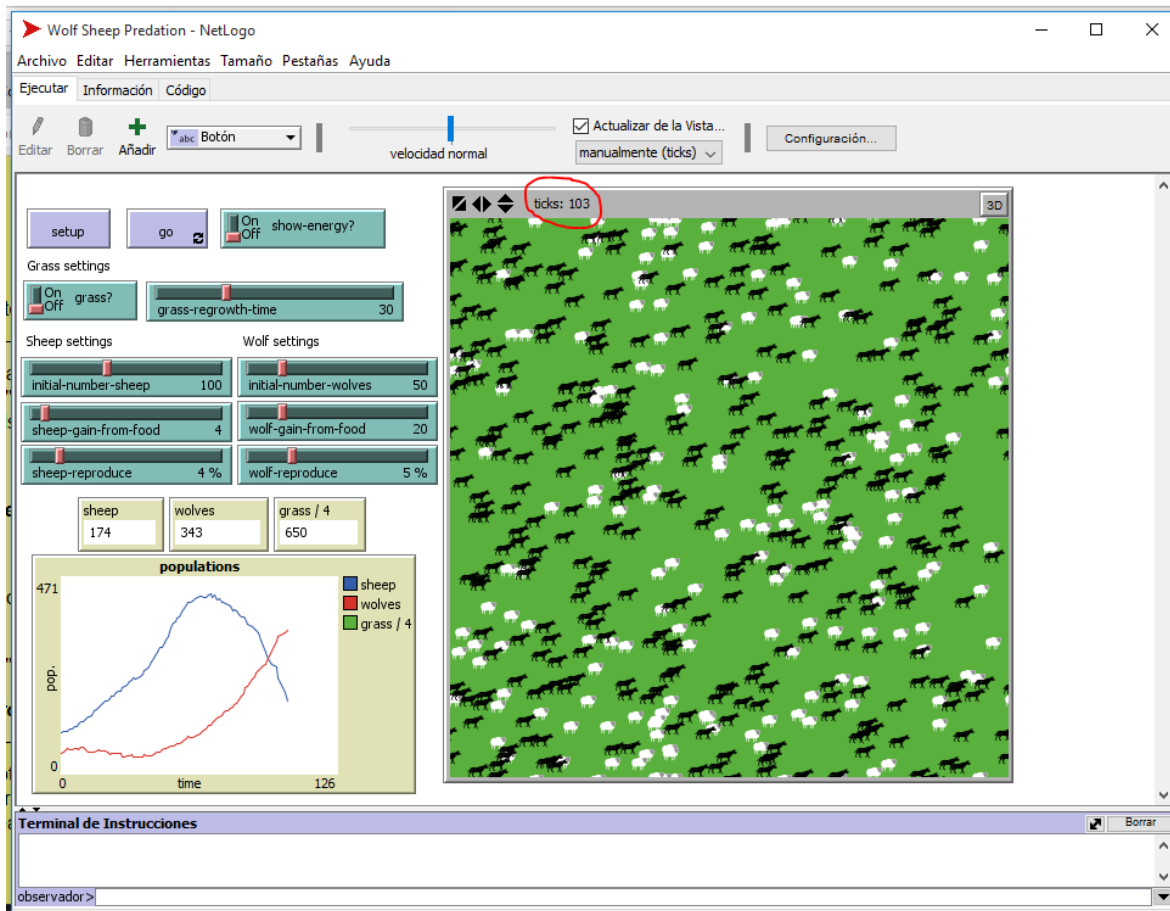 Wolf Sheep Predation - NetLogo
Archivo Editar Herramientas Tamaño Pestañas Ayuda
Ejecutar Información Código
Editar Borrar Añadir
abc Botón
velocidad normal
Actualizar de la Vista...
manualmente (ticks)
Configuración...
ticks: 103
3D
setup
go
On
Off
show-energy?
Grass settings
On
Off
grass?
grass-regrowth-time 30
Sheep settings
Wolf settings
initial-number-sheep 100
initial-number-wolves 50
sheep-gain-from-food 4
wolf-gain-from-food 20
sheep-reproduce 4 %
wolf-reproduce 5 %
sheep
174
wolves
343
grass / 4
650
populations
471
pop.
0
0
time
126
sheep
wolves
grass / 4
Terminal de Instrucciones
Borrar
observador>